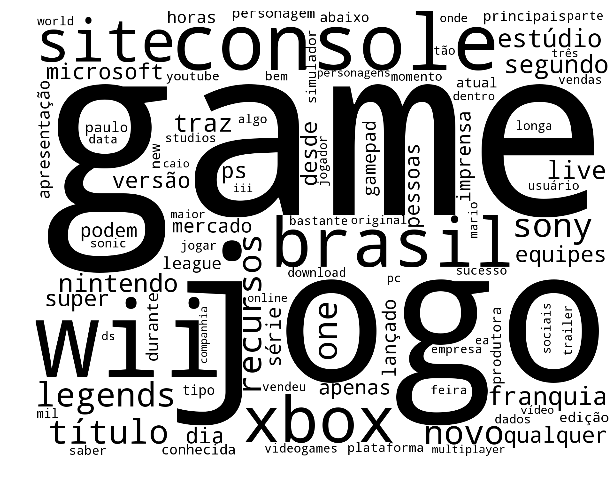 world
horas
personagem
abaixo
onde
principais
parte
site
console
tão
estúdio
microsoft
youtube
bem
simulador
personagens
momento
três
segundo
atual
vendas
dentro
apresentação
game
paulo
data
traz
algo
studios
new
caio
versão
ps
iii
desde
jogador
gamepad
pessoas
imprensa
longa
live
usuário
maior
podem
sonic
mercado
jogar
league
bastante
original
mario
brasil
sony
equipes
nintendo
recursos
download
pc
sucesso
super
durante
online
wii
jogo
ds
companhia
série
one
lançado
empresa
ea
produtora
sociais
trailer
legends
tipo
vendeu
apenas
feira
franquia
mil
título
dia
xbox
novo
dados
video
edição
qualquer
saber
conhecida
videogames
plataforma
multiplayer